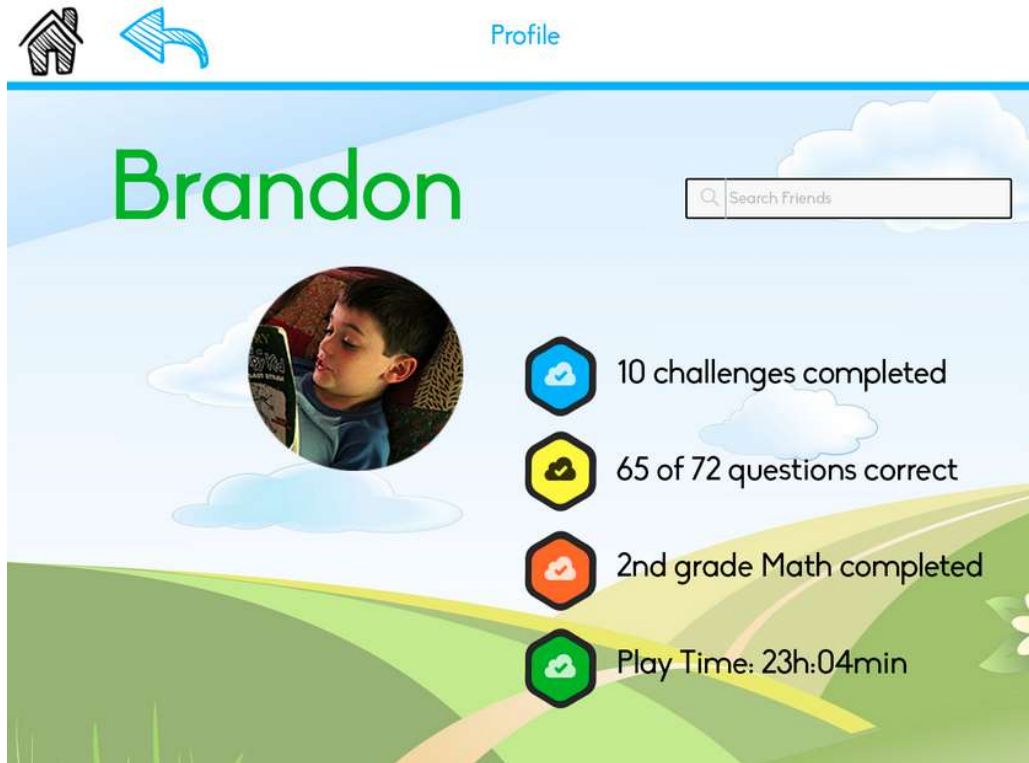 Profile
Brandon
Search Friends
10 challenges completed
65 of 72 questions correct
2nd grade Math completed
Play Time: 23h:04min